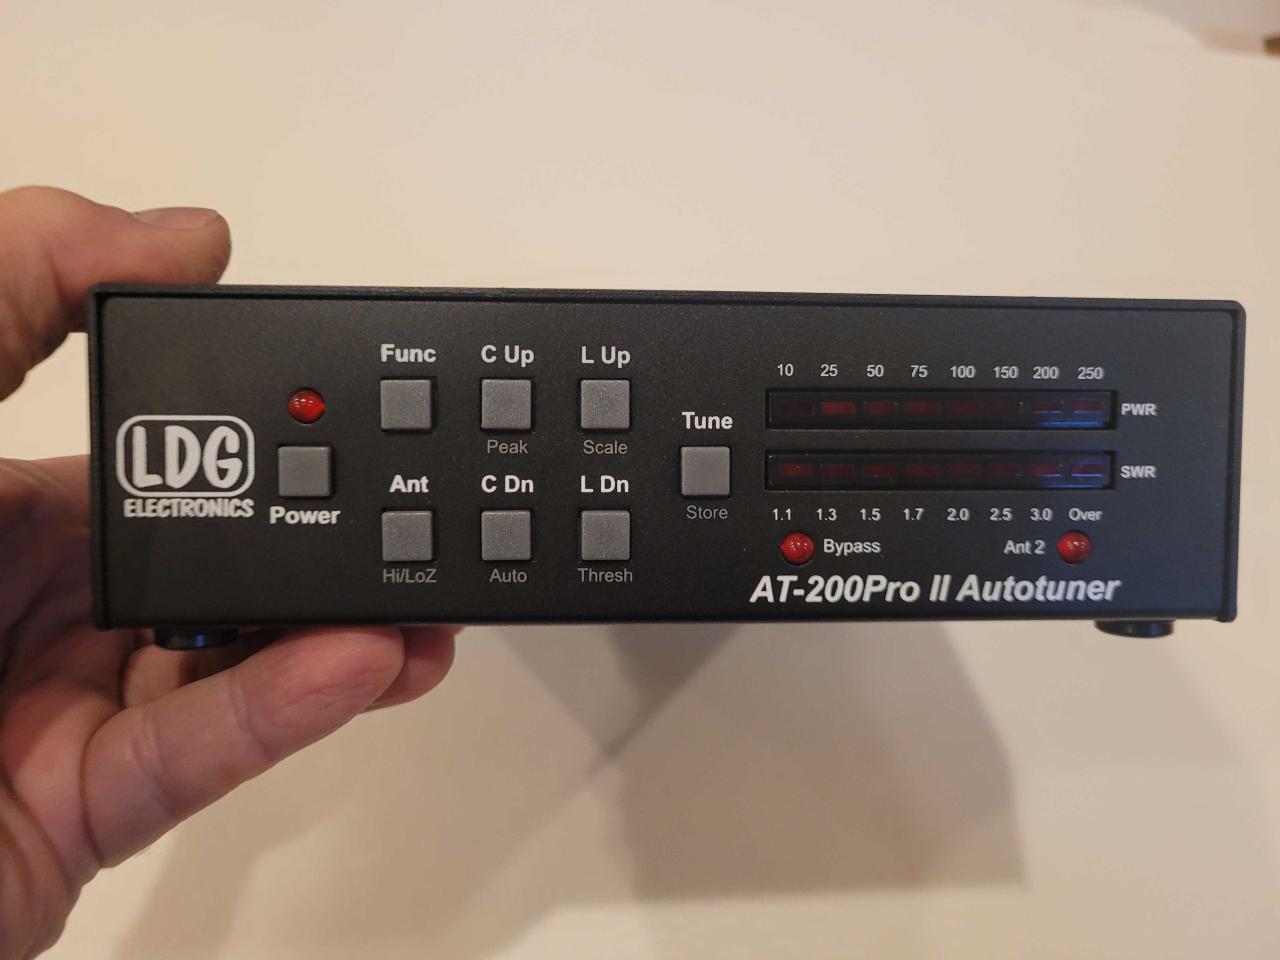 LDG
ELECTRONICS
Power
Func
C Up
L Up
Peak
Scale
Ant
C Dn
L Dn
Hi/LoZ
Auto
Thresh
Tune
Store
10 25 50 75 100 150 200 250
PWR
SWR
1.1 1.3 1.5 1.7 2.0 2.5 3.0 Over
Bypass
Ant 2
AT-200Pro II Autotuner